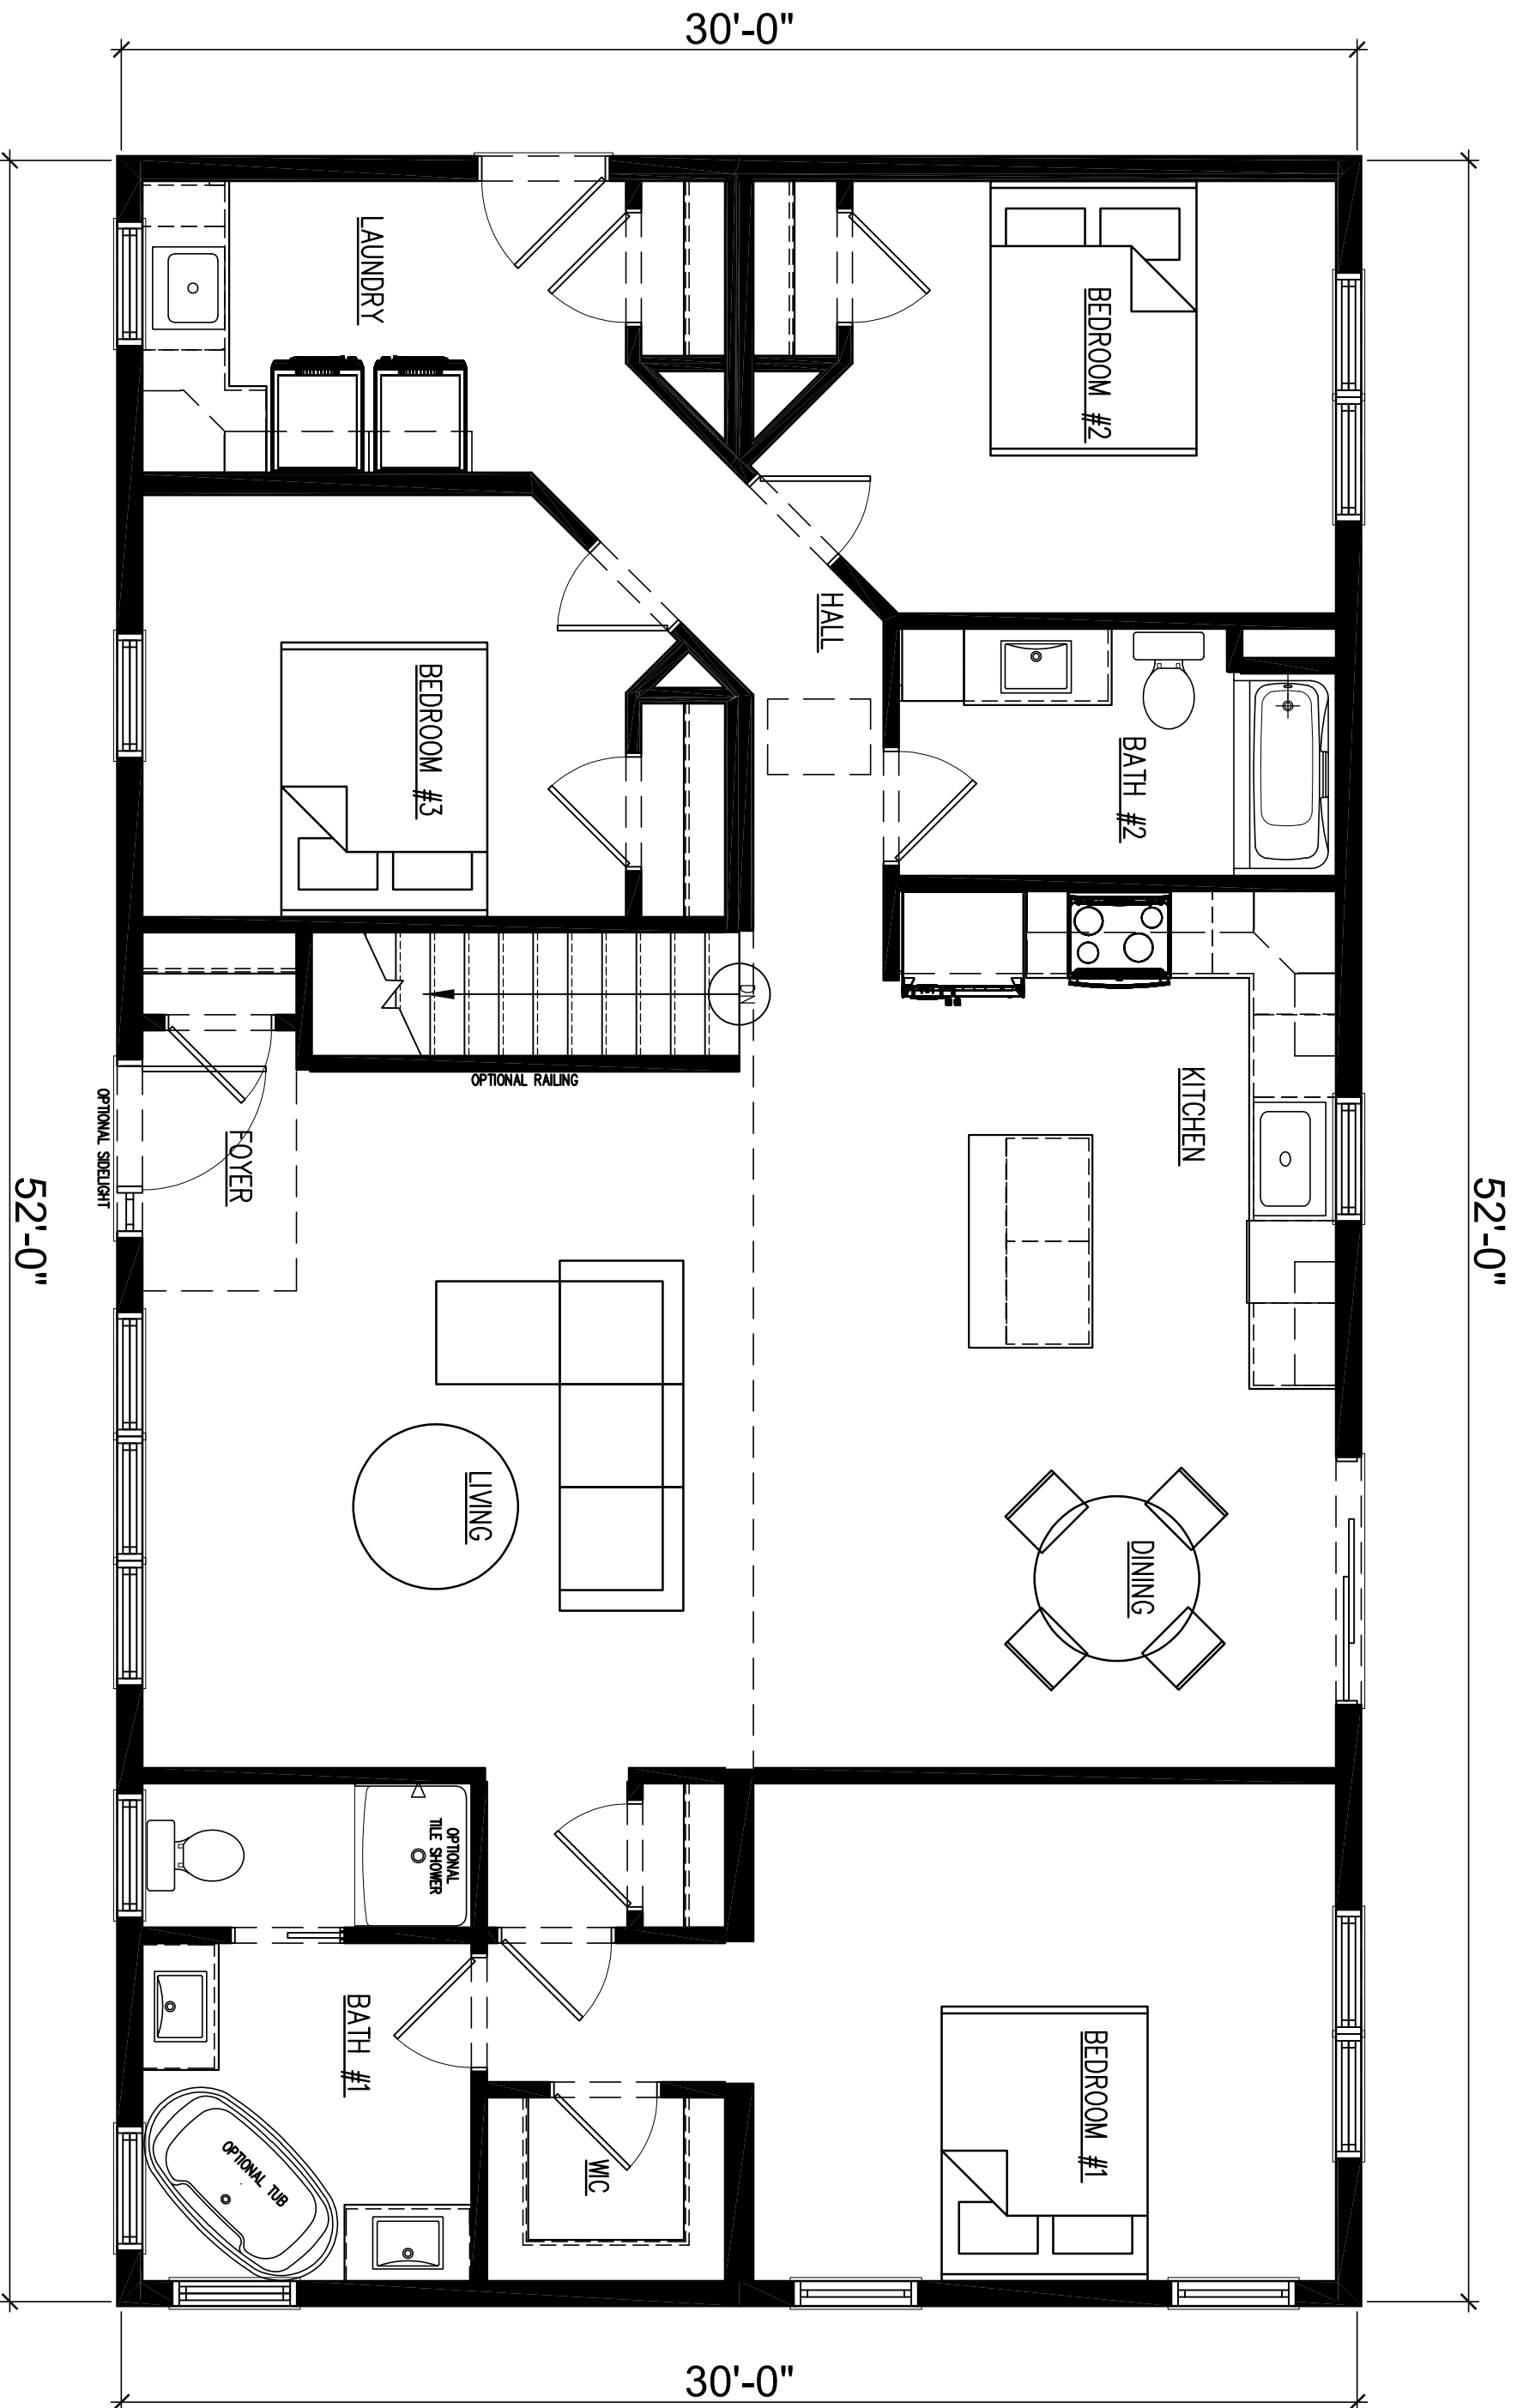 30'-0"
LAUNDRY
BEDROOM #2
HALL
BEDROOM #3
BATH #2
DN
OPTIONAL RAILING
KITCHEN
OPTIONAL SIDELIGHT
FOYER
52'-0"
52'-0"
LIVING
DINING
OPTIONAL
TILE SHOWER
BATH #1
BEDROOM #1
WIC
OPTIONAL TUB
30'-0"